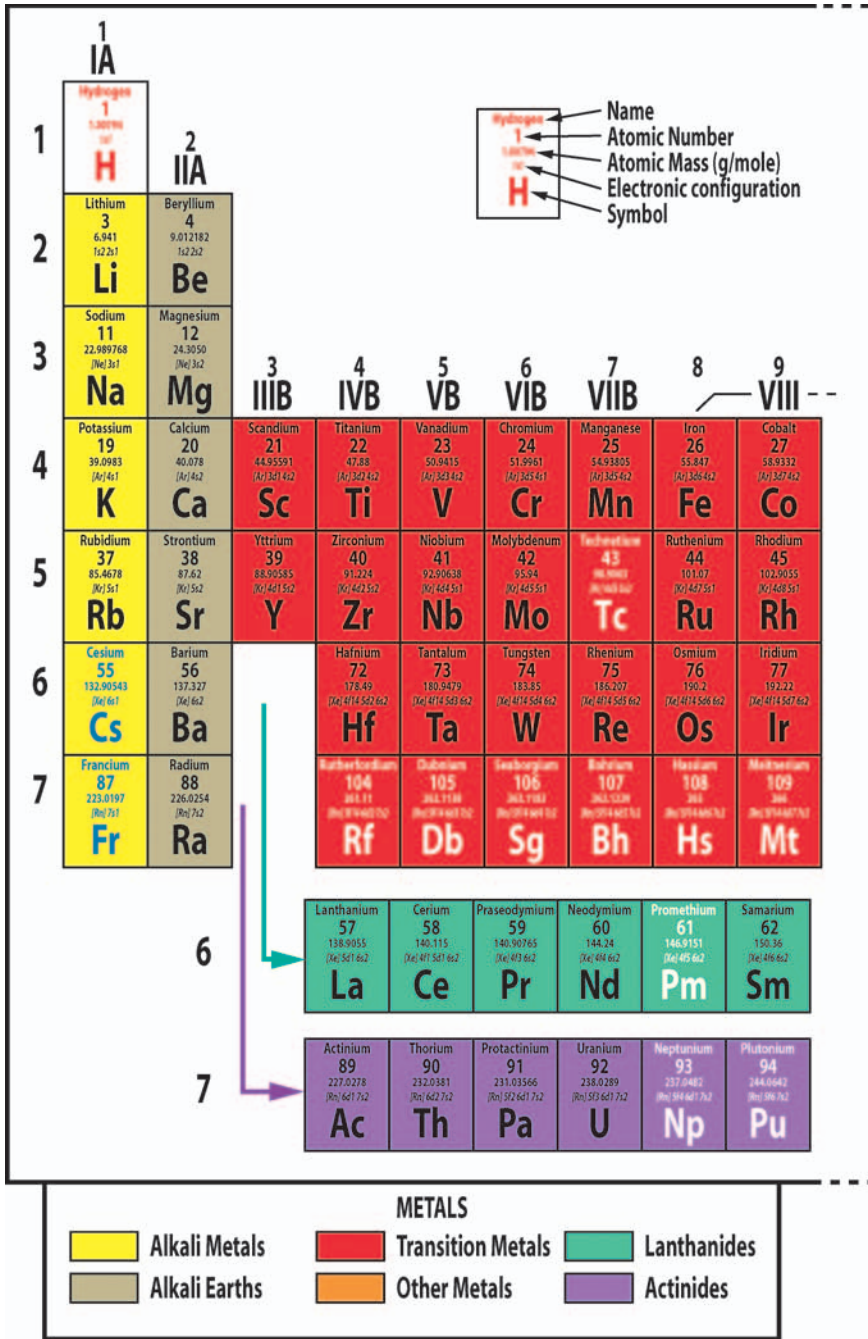 1
IA
Hydrogen
1
H
Hydrogen
1
H
Name
Atomic Number
Atomic Mass (g/mole)
Electronic configuration
Symbol
1
2
IIA
2
Lithium
3
6.941
1s2 2s1
Li
Beryllium
4
9.012182
1s2 2s2
Be
3
Sodium
11
22.989768
[Ne] 3s1
Na
Magnesium
12
24.3050
[Ne] 3s2
Mg
3
IIIB
4
IVB
5
VB
6
VIB
7
VIIB
8
9
VIII
4
Potassium
19
39.0983
[Ar] 4s1
K
Calcium
20
40.078
[Ar] 4s2
Ca
Scandium
21
44.95591
[Ar] 3d1 4s2
Sc
Titanium
22
47.88
[Ar] 3d2 4s2
Ti
Vanadium
23
50.9415
[Ar] 3d3 4s2
V
Chromium
24
51.9961
[Ar] 3d5 4s1
Cr
Manganese
25
54.93805
[Ar] 3d5 4s2
Mn
Iron
26
55.847
[Ar] 3d6 4s2
Fe
Cobalt
27
58.9332
[Ar] 3d7 4s2
Co
5
Rubidium
37
85.4678
[Kr] 5s1
Rb
Strontium
38
87.62
[Kr] 5s2
Sr
Yttrium
39
88.90585
[Kr] 4d1 5s2
Y
Zirconium
40
91.224
[Kr] 4d2 5s2
Zr
Niobium
41
92.90638
[Kr] 4d4 5s1
Nb
Molybdenum
42
95.94
[Kr] 4d5 5s1
Mo
Technetium
43
Tc
Ruthenium
44
101.07
[Kr] 4d7 5s1
Ru
Rhodium
45
102.9055
[Kr] 4d8 5s1
Rh
6
Cesium
55
132.90543
[Xe] 6s1
Cs
Barium
56
137.327
[Xe] 6s2
Ba
Hafnium
72
178.49
[Xe] 4f14 5d2 6s2
Hf
Tantalum
73
180.9479
[Xe] 4f14 5d3 6s2
Ta
Tungsten
74
183.85
[Xe] 4f14 5d4 6s2
W
Rhenium
75
186.207
[Xe] 4f14 5d5 6s2
Re
Osmium
76
190.2
[Xe] 4f14 5d6 6s2
Os
Iridium
77
192.22
[Xe] 4f14 5d7 6s2
Ir
7
Francium
87
223.0197
[Rn] 7s1
Fr
Radium
88
226.0254
[Rn] 7s2
Ra
Rutherfordium
104
Rf
Dubnium
105
Db
Seaborgium
106
Sg
Bohrium
107
Bh
Hassium
108
Hs
Meitnerium
109
Mt
6
Lanthanium
57
138.9055
[Xe] 5d1 6s2
La
Cerium
58
140.115
[Xe] 4f1 5d1 6s2
Ce
Praseodymium
59
140.90765
[Xe] 4f3 6s2
Pr
Neodymium
60
144.24
[Xe] 4f4 6s2
Nd
Promethium
61
146.9151
[Xe] 4f5 6s2
Pm
Samarium
62
150.36
[Xe] 4f6 6s2
Sm
7
Actinium
89
227.0278
[Rn] 6d1 7s2
Ac
Thorium
90
232.0381
[Rn] 6d2 7s2
Th
Protactinium
91
231.03566
[Rn] 5f2 6d1 7s2
Pa
Uranium
92
238.0289
[Rn] 5f3 6d1 7s2
U
Neptunium
93
237.0482
[Rn] 5f4 6d1 7s2
Np
Plutonium
94
244.0642
[Rn] 5f6 7s2
Pu
METALS
Alkali Metals
Transition Metals
Lanthanides
Alkali Earths
Other Metals
Actinides